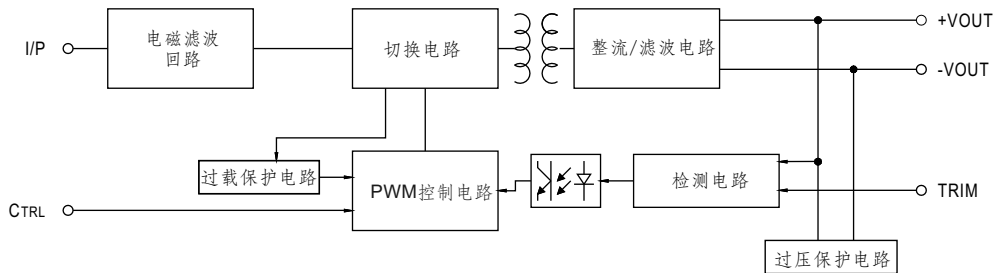 +VOUT
I/P
电磁滤波
回路
切换电路
整流/滤波电路
-VOUT
过载保护电路
PWM控制电路
检测电路
TRIM
CTRL
过压保护电路